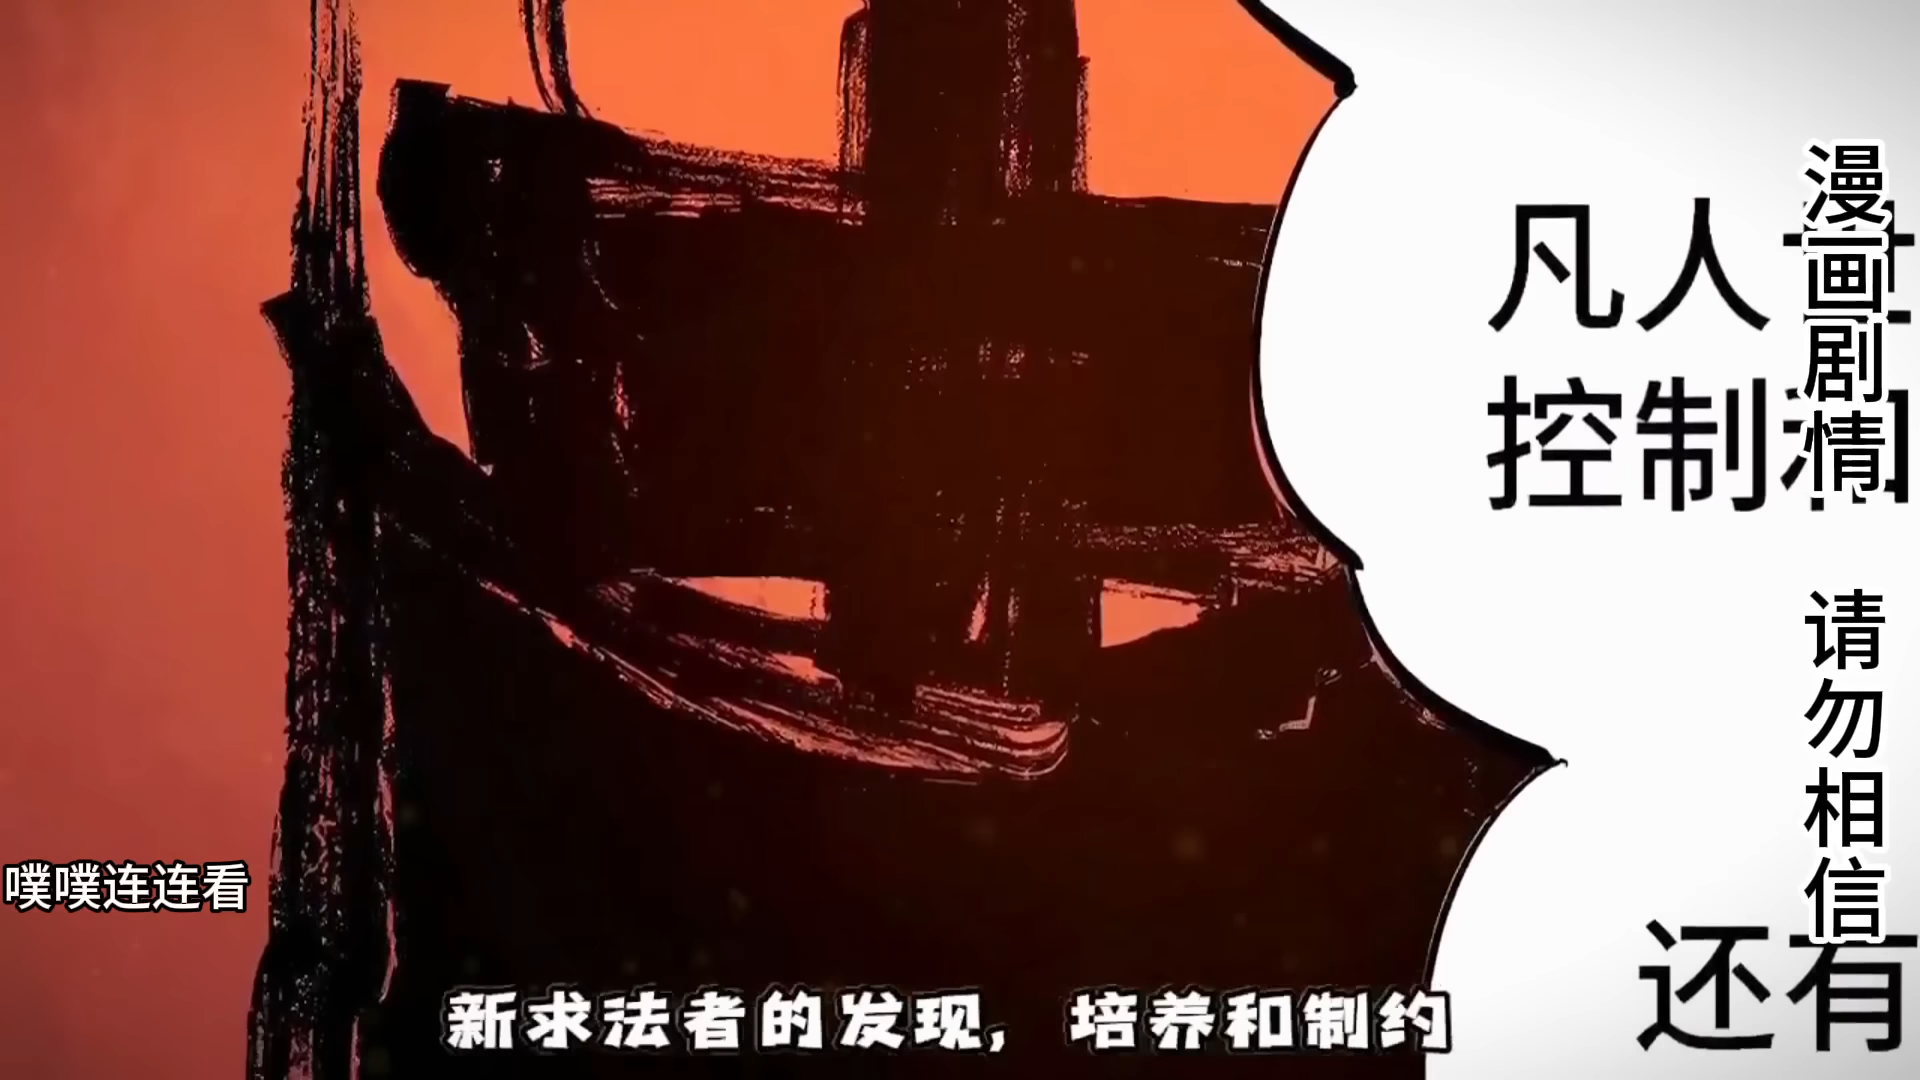 凡人
控制和
还有
漫画剧情 请勿相信
噗噗连连看
新求法者的发现，培养和制约